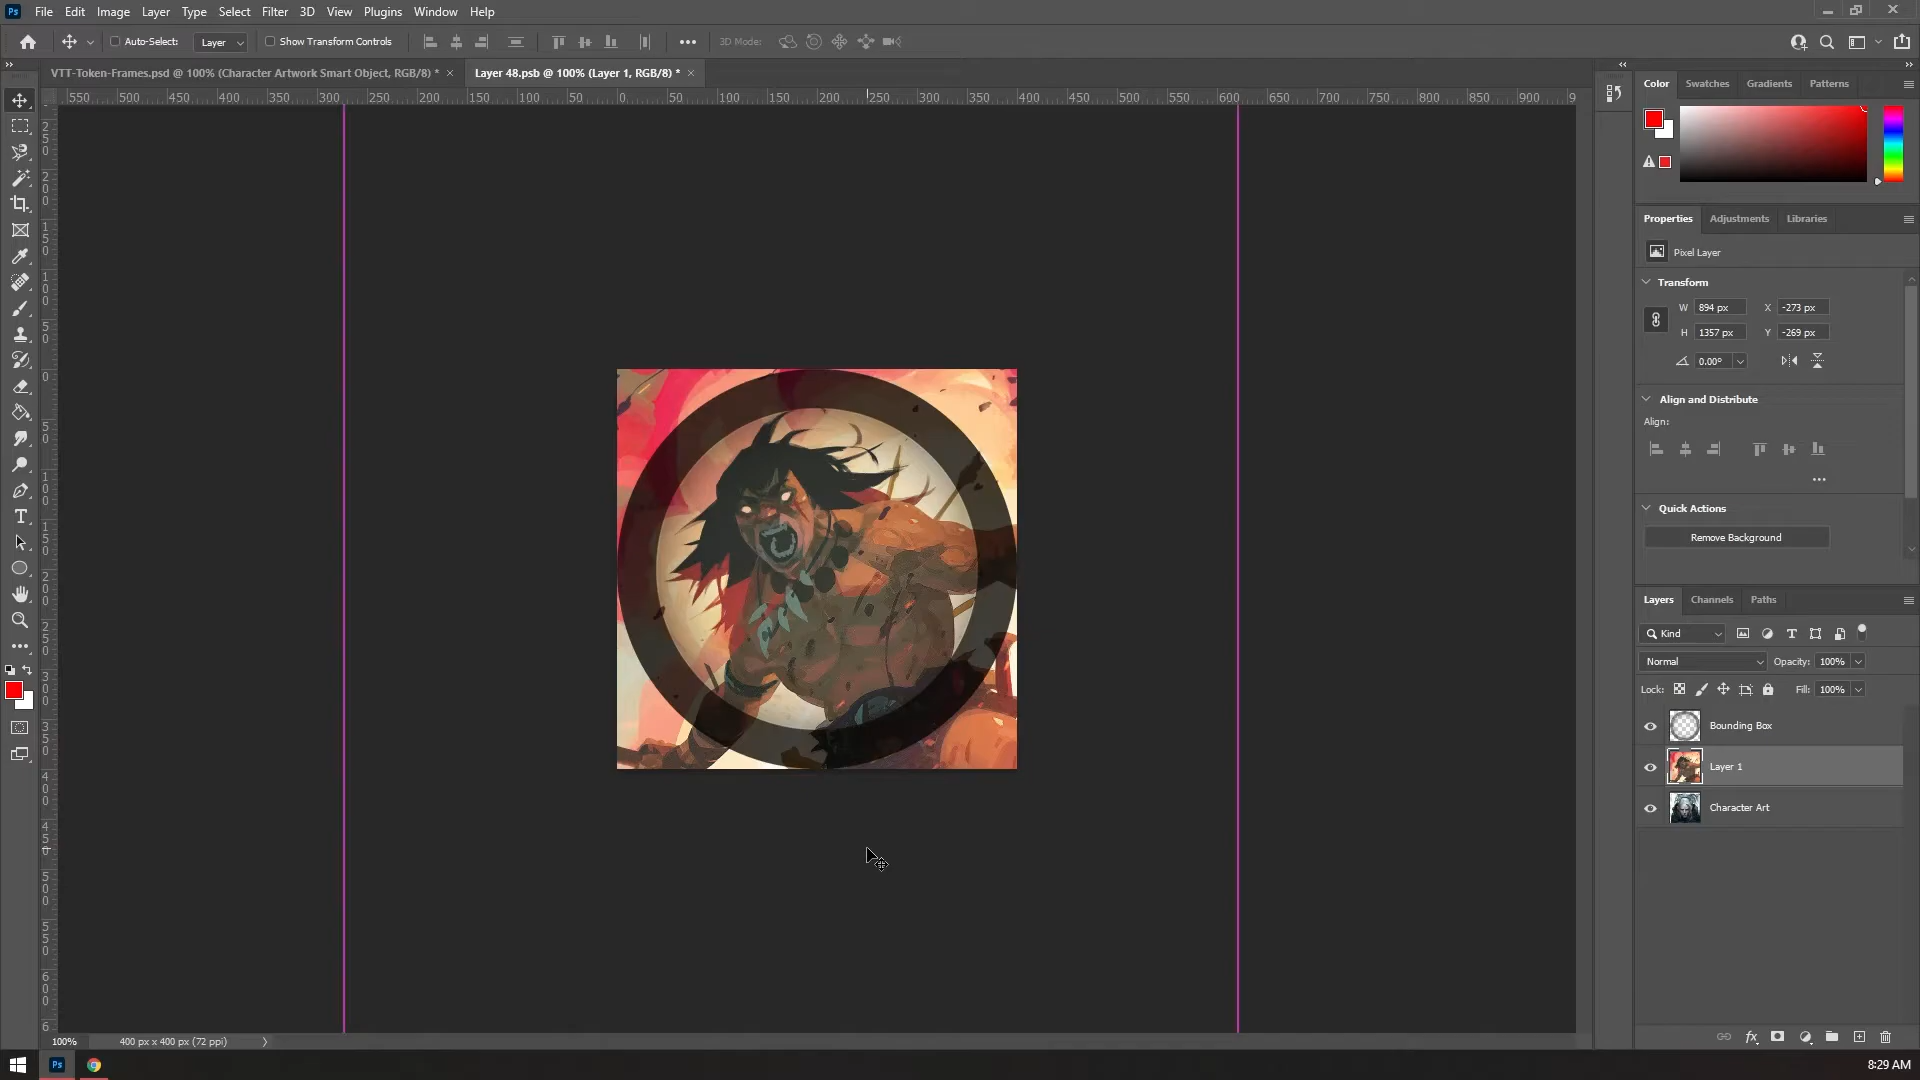 Ps File Edit Image Layer Type Select Filter 3D View Plugins Window Help
Auto-Select: Layer Show Transform Controls 3D Mode:
VTT-Token-Frames.psd @ 100% (Character Artwork Smart Object, RGB/8) * × Layer 48.psb @ 100% (Layer 1, RGB/8) * ×
550 500 450 400 350 300 250 200 150 100 50 0 50 100 150 200 250 300 350 400 450 500 550 600 650 700 750 800 850 900 9
Color Swatches Gradients Patterns
Properties Adjustments Libraries
Pixel Layer
Transform
W 894 px X -273 px
H 1357 px Y -269 px
0.00°
Align and Distribute
Align:
Quick Actions
Remove Background
Layers Channels Paths
Kind
Normal Opacity: 100%
Lock: Fill: 100%
Bounding Box
Layer 1
Character Art
fx
100% 400 px x 400 px (72 ppi)
Ps 8:29 AM